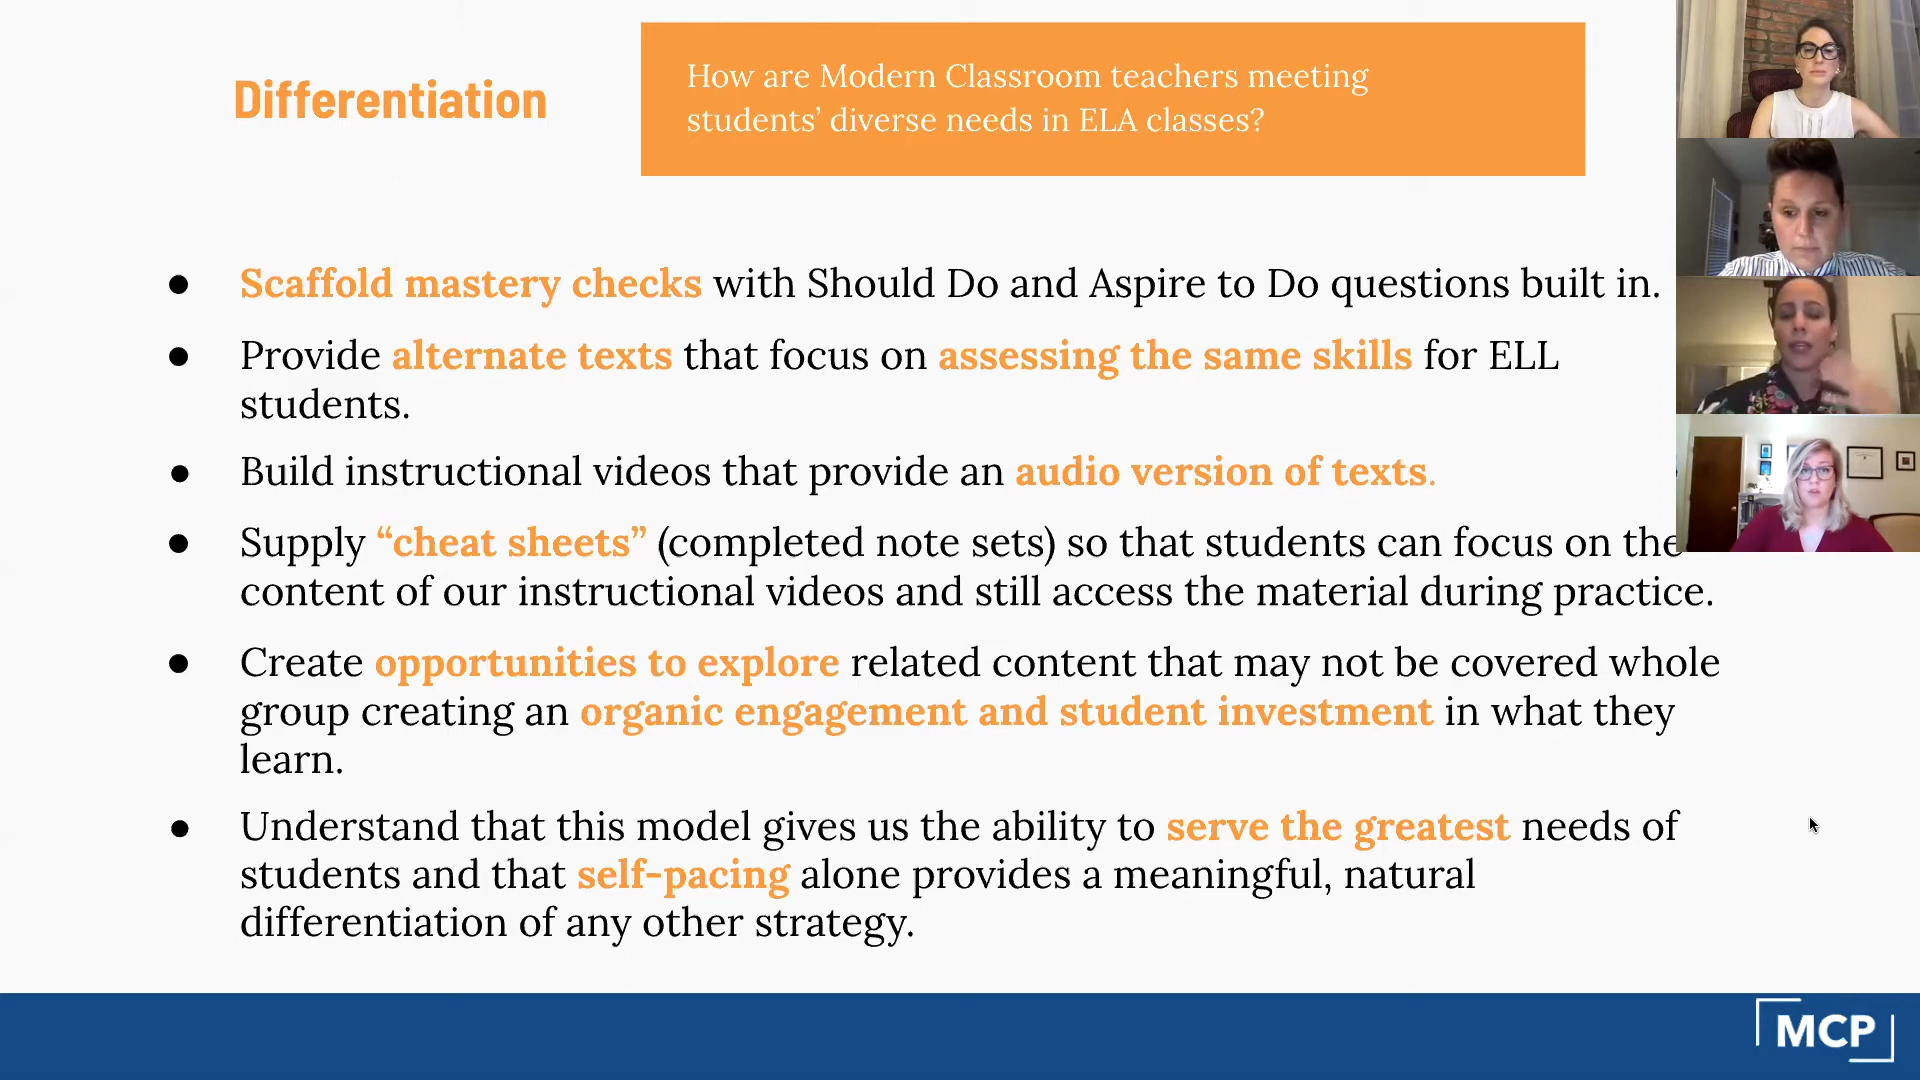 Differentiation
How are Modern Classroom teachers meeting
students’ diverse needs in ELA classes?
● Scaffold mastery checks with Should Do and Aspire to Do questions built in.
● Provide alternate texts that focus on assessing the same skills for ELL
students.
● Build instructional videos that provide an audio version of texts.
● Supply “cheat sheets” (completed note sets) so that students can focus on the
content of our instructional videos and still access the material during practice.
● Create opportunities to explore related content that may not be covered whole
group creating an organic engagement and student investment in what they
learn.
● Understand that this model gives us the ability to serve the greatest needs of
students and that self-pacing alone provides a meaningful, natural
differentiation of any other strategy.
MCP